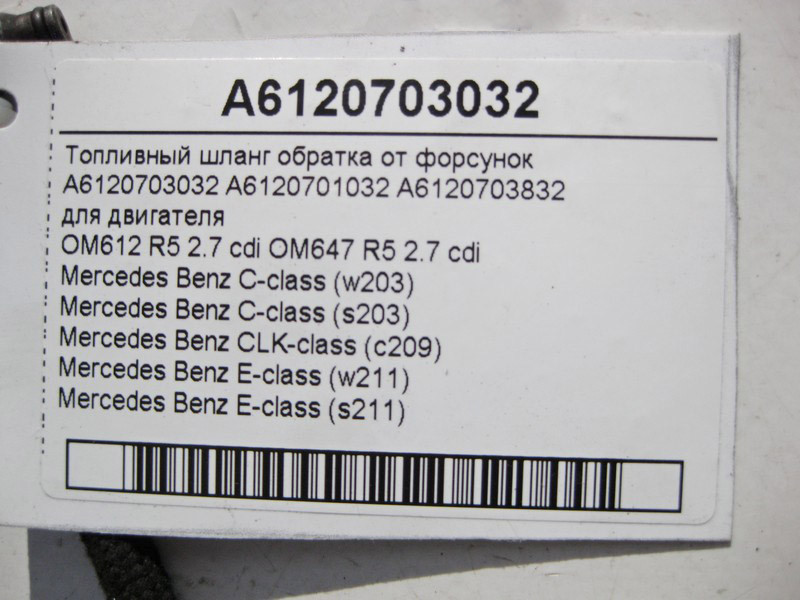 A6120703032
Топливный шланг обратка от форсунок
A6120703032 A6120701032 A6120703832
для двигателя
OM612 R5 2.7 cdi OM647 R5 2.7 cdi
Mercedes Benz C-class (w203)
Mercedes Benz C-class (s203)
Mercedes Benz CLK-class (c209)
Mercedes Benz E-class (w211)
Mercedes Benz E-class (s211)